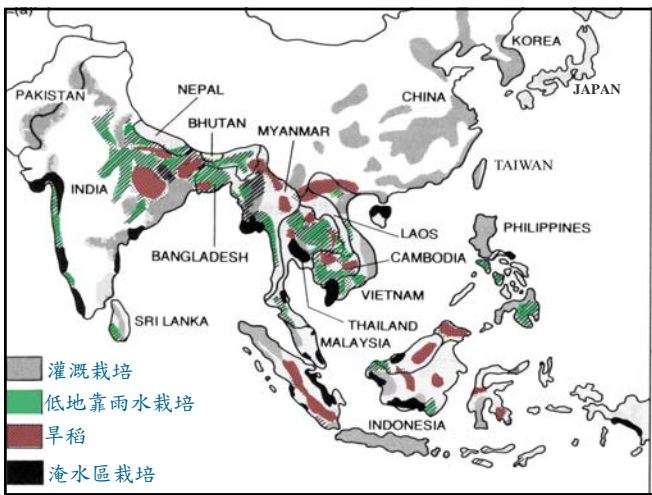 (a)
KOREA
JAPAN
NEPAL
PAKISTAN
CHINA
BHUTAN
MYANMAR
TAIWAN
INDIA
PHILIPPINES
LAOS
BANGLADESH
CAMBODIA
VIETNAM
SRI LANKA
THAILAND
MALAYSIA
灌溉栽培
低地靠雨水栽培
旱稻
INDONESIA
淹水區栽培